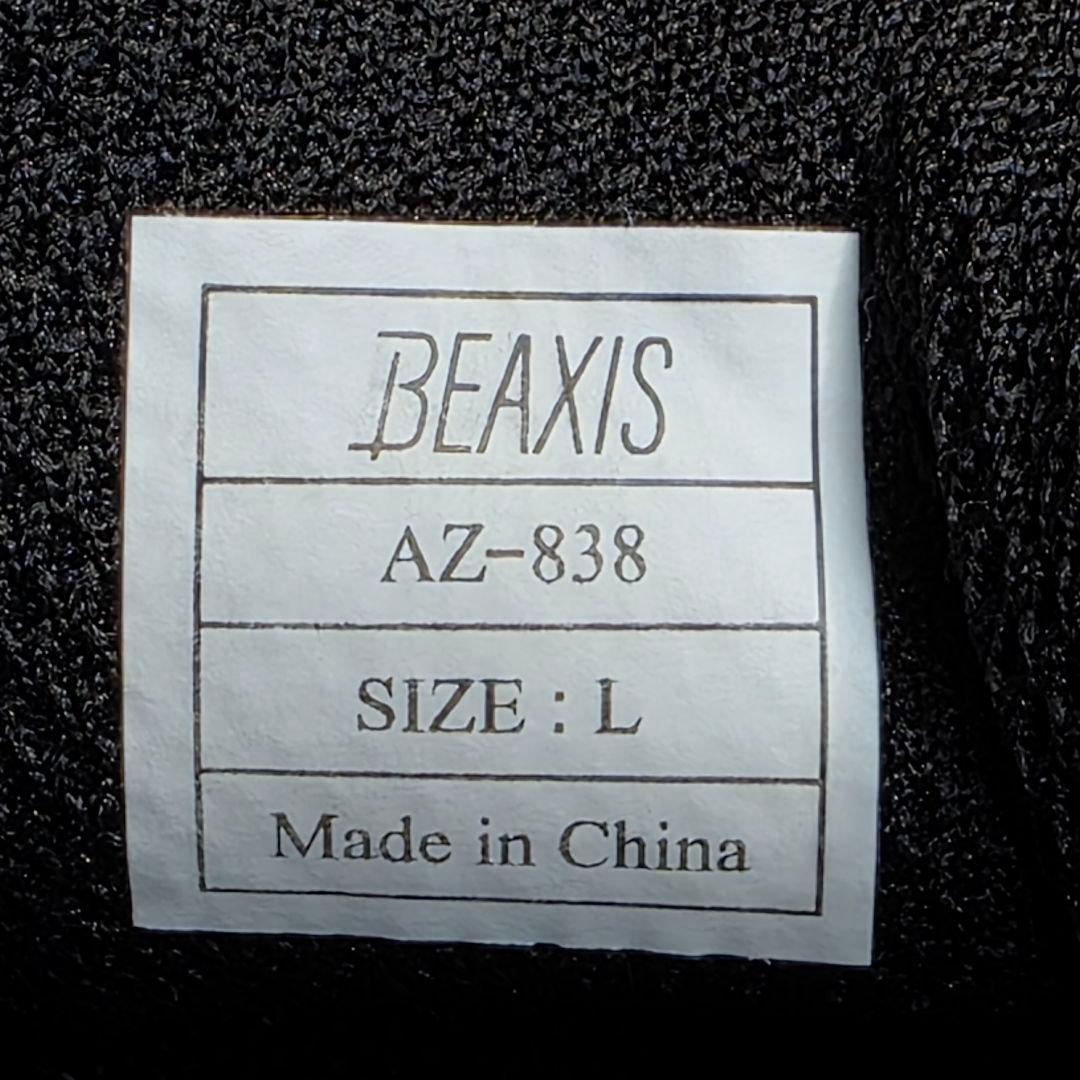 BEAXIS
AZ-838
SIZE : L
Made in China